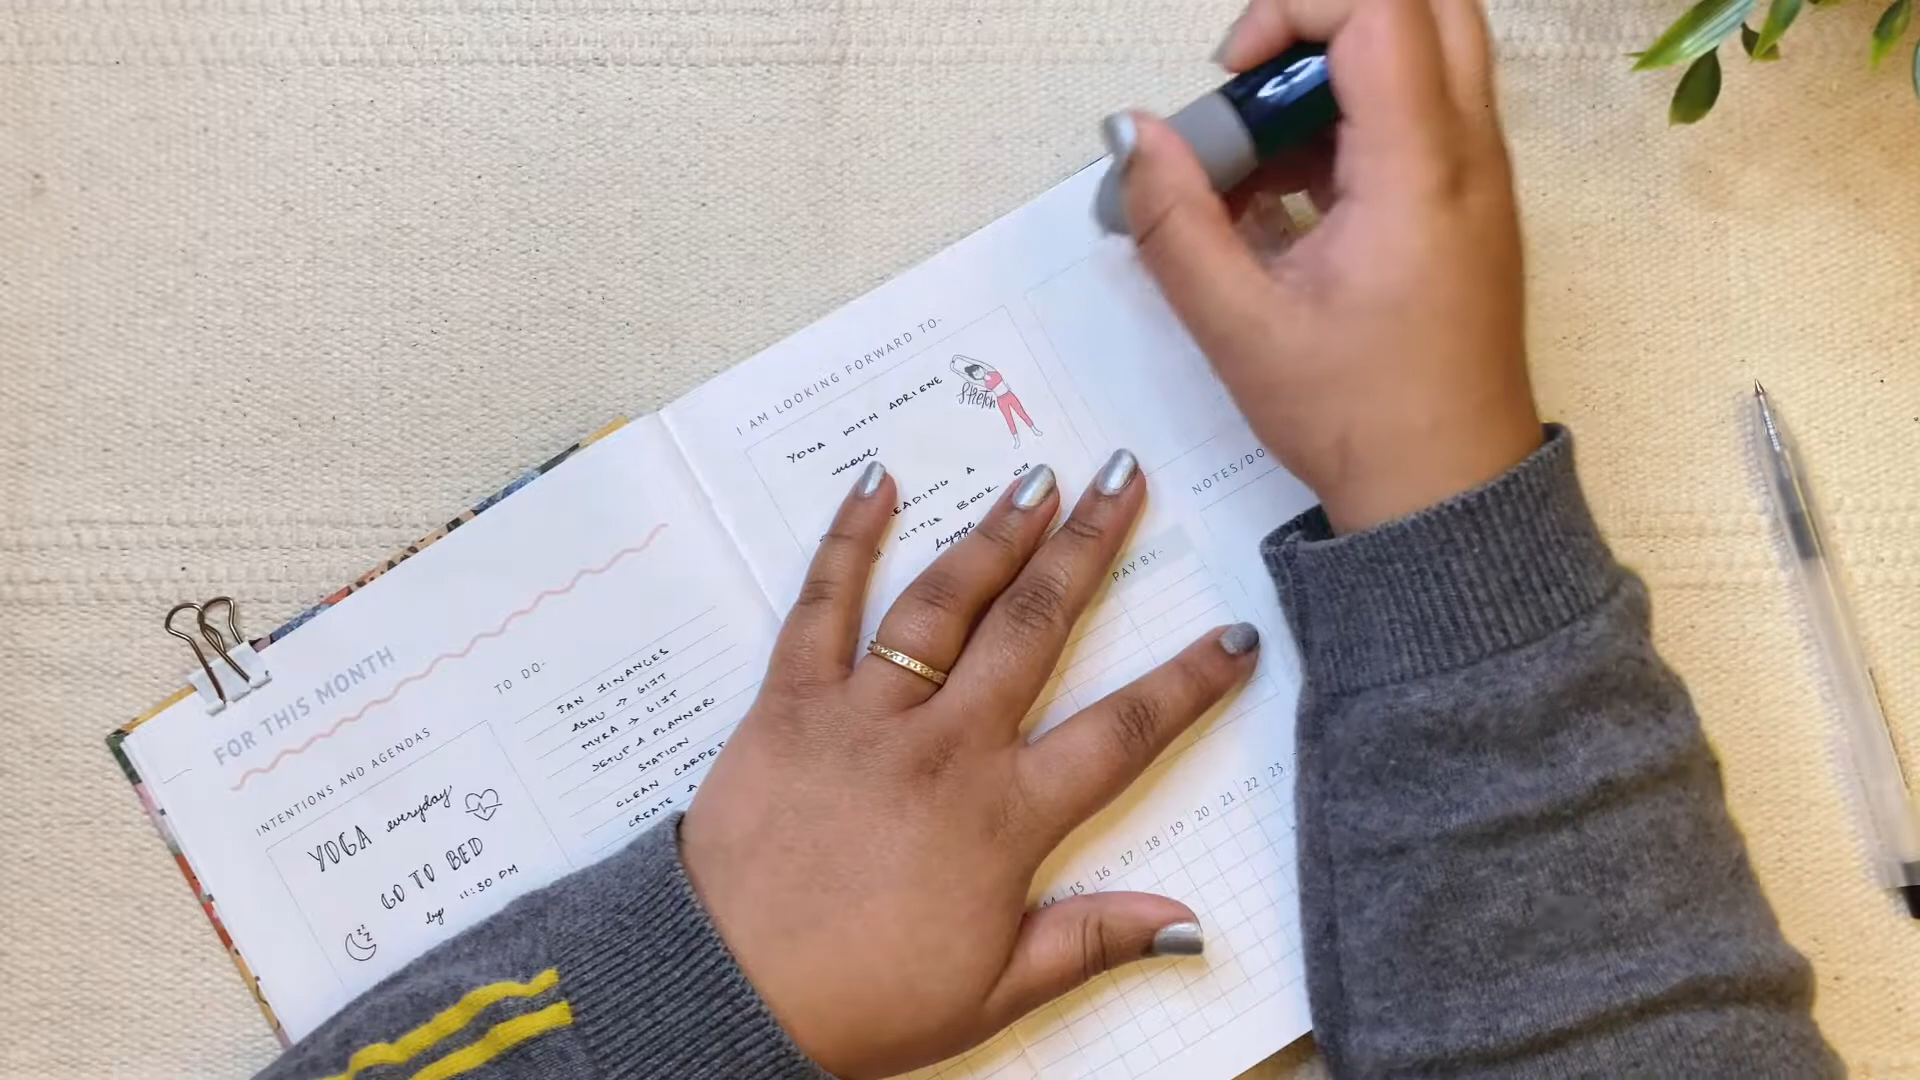 FOR THIS MONTH
INTENTIONS AND AGENDAS
YOGA everyday
GO TO BED
by 11:30 PM
zzz
TO DO-
JAN FINANCES
ASHU → GIFT
MYRA → GIFT
SETUP A PLANNER
STATION
CLEAN CARPET
CREATE A
I AM LOOKING FORWARD TO-
YOGA WITH ADRIENE
move
Stretch
READING A
LITTLE BOOK OF
hygge
NOTES/DO
PAY BY-
15 16 17 18 19 20 21 22 23